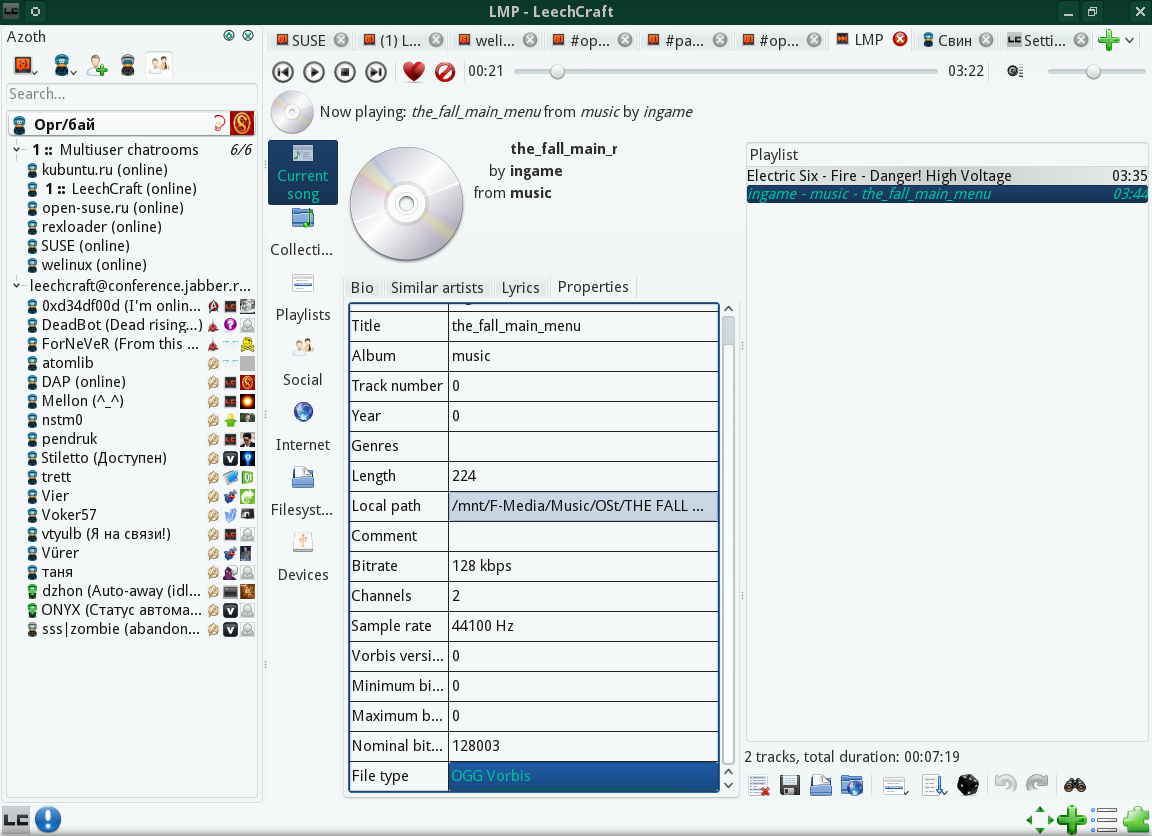 LMP - LeechCraft
Azoth
Search...
Орг/бай
1 :: Multiuser chatrooms 6/6
kubuntu.ru (online)
1 :: LeechCraft (online)
open-suse.ru (online)
rexloader (online)
SUSE (online)
welinux (online)
leechcraft@conference.jabber.r...
0xd34df00d (I'm onlin...
DeadBot (Dead rising...)
ForNeVeR (From this ...
atomlib
DAP (online)
Mellon (^_^)
nstm0
pendruk
Stiletto (Доступен)
trett
Vier
Voker57
vtyulb (Я на связи!)
Vürer
таня
dzhon (Auto-away (idl...
ONYX (Статус автома...
sss|zombie (abandon...
SUSE (1) L... weli... #op... #pa... #op... LMP Свин Setti...
00:21 03:22
Now playing: the_fall_main_menu from music by ingame
Current song
Collecti...
Playlists
Social
Internet
Filesyst...
Devices
the_fall_main_r
by ingame
from music
Bio Similar artists Lyrics Properties
Title the_fall_main_menu
Album music
Track number 0
Year 0
Genres
Length 224
Local path /mnt/F-Media/Music/OSt/THE FALL ...
Comment
Bitrate 128 kbps
Channels 2
Sample rate 44100 Hz
Vorbis versi... 0
Minimum bi... 0
Maximum b... 0
Nominal bit... 128003
File type OGG Vorbis
Playlist
Electric Six - Fire - Danger! High Voltage 03:35
ingame - music - the_fall_main_menu 03:44
2 tracks, total duration: 00:07:19
LC